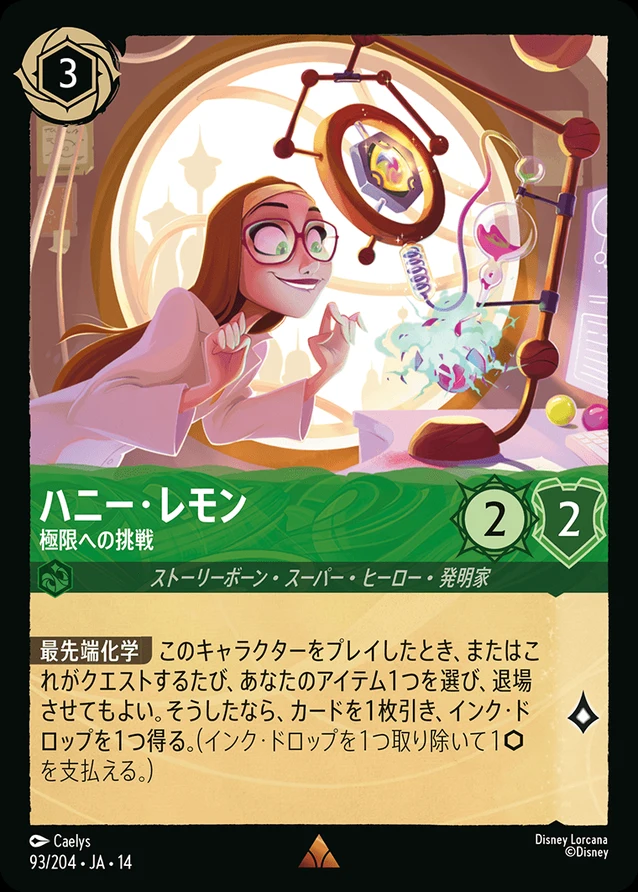 3
ハニー・レモン
極限への挑戦
2
2
ストーリーボーン・スーパー・ヒーロー・発明家
最先端化学 このキャラクターをプレイしたとき、またはこ
れがクエストするたび、あなたのアイテム1つを選び、退場
させてもよい。そうしたなら、カードを1枚引き、インク・ド
ロップを1つ得る。(インク・ドロップを1つ取り除いて1⬡
を支払える。)
Caelys
93/204・JA・14
Disney Lorcana
©Disney